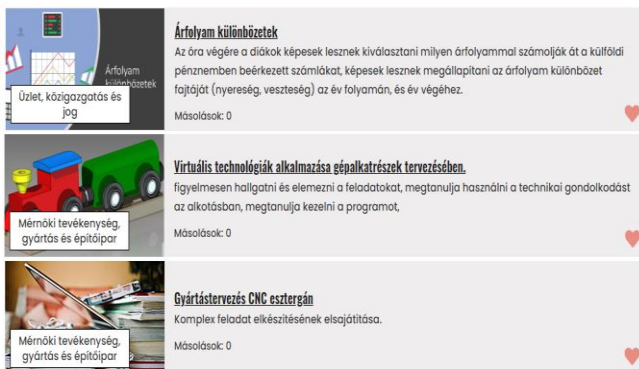 Árfolyam
különbözetek
Üzlet, közigazgatás és
jog
Árfolyam különbözetek
Az óra végére a diákok képesek lesznek kiválasztani milyen árfolyammal számolják át a külföldi
pénznemben beérkezett számlákat, képesek lesznek megállapítani az árfolyam különbözet
fajtáját (nyereség, veszteség) az év folyamán, és év végéhez.
Másolások: 0
Mérnöki tevékenység,
gyártás és építőipar
Virtuális technológiák alkalmazása gépalkatrészek tervezésében.
figyelmesen hallgatni és elemezni a feladatokat, megtanulja használni a technikai gondolkodást
az alkotásban, megtanulja kezelni a programot,
Másolások: 0
Mérnöki tevékenység,
gyártás és építőipar
Gyártástervezés CNC esztergán
Komplex feladat elkészítésének elsajátítása.
Másolások: 0